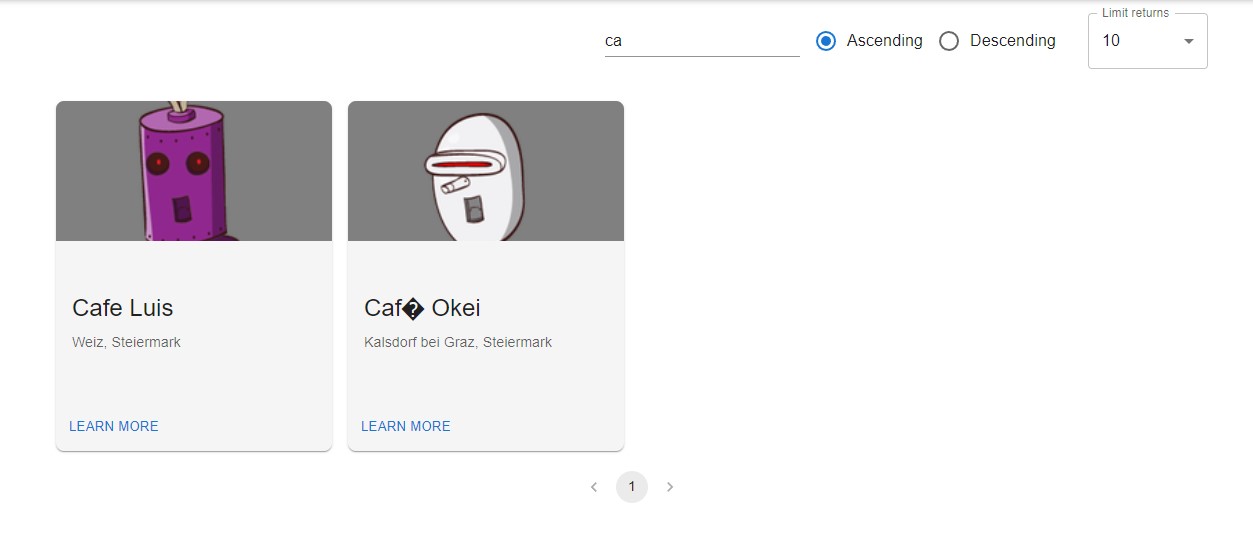 Limit returns
ca Ascending Descending 10
Cafe Luis
Weiz, Steiermark
LEARN MORE
Caf� Okei
Kalsdorf bei Graz, Steiermark
LEARN MORE
1